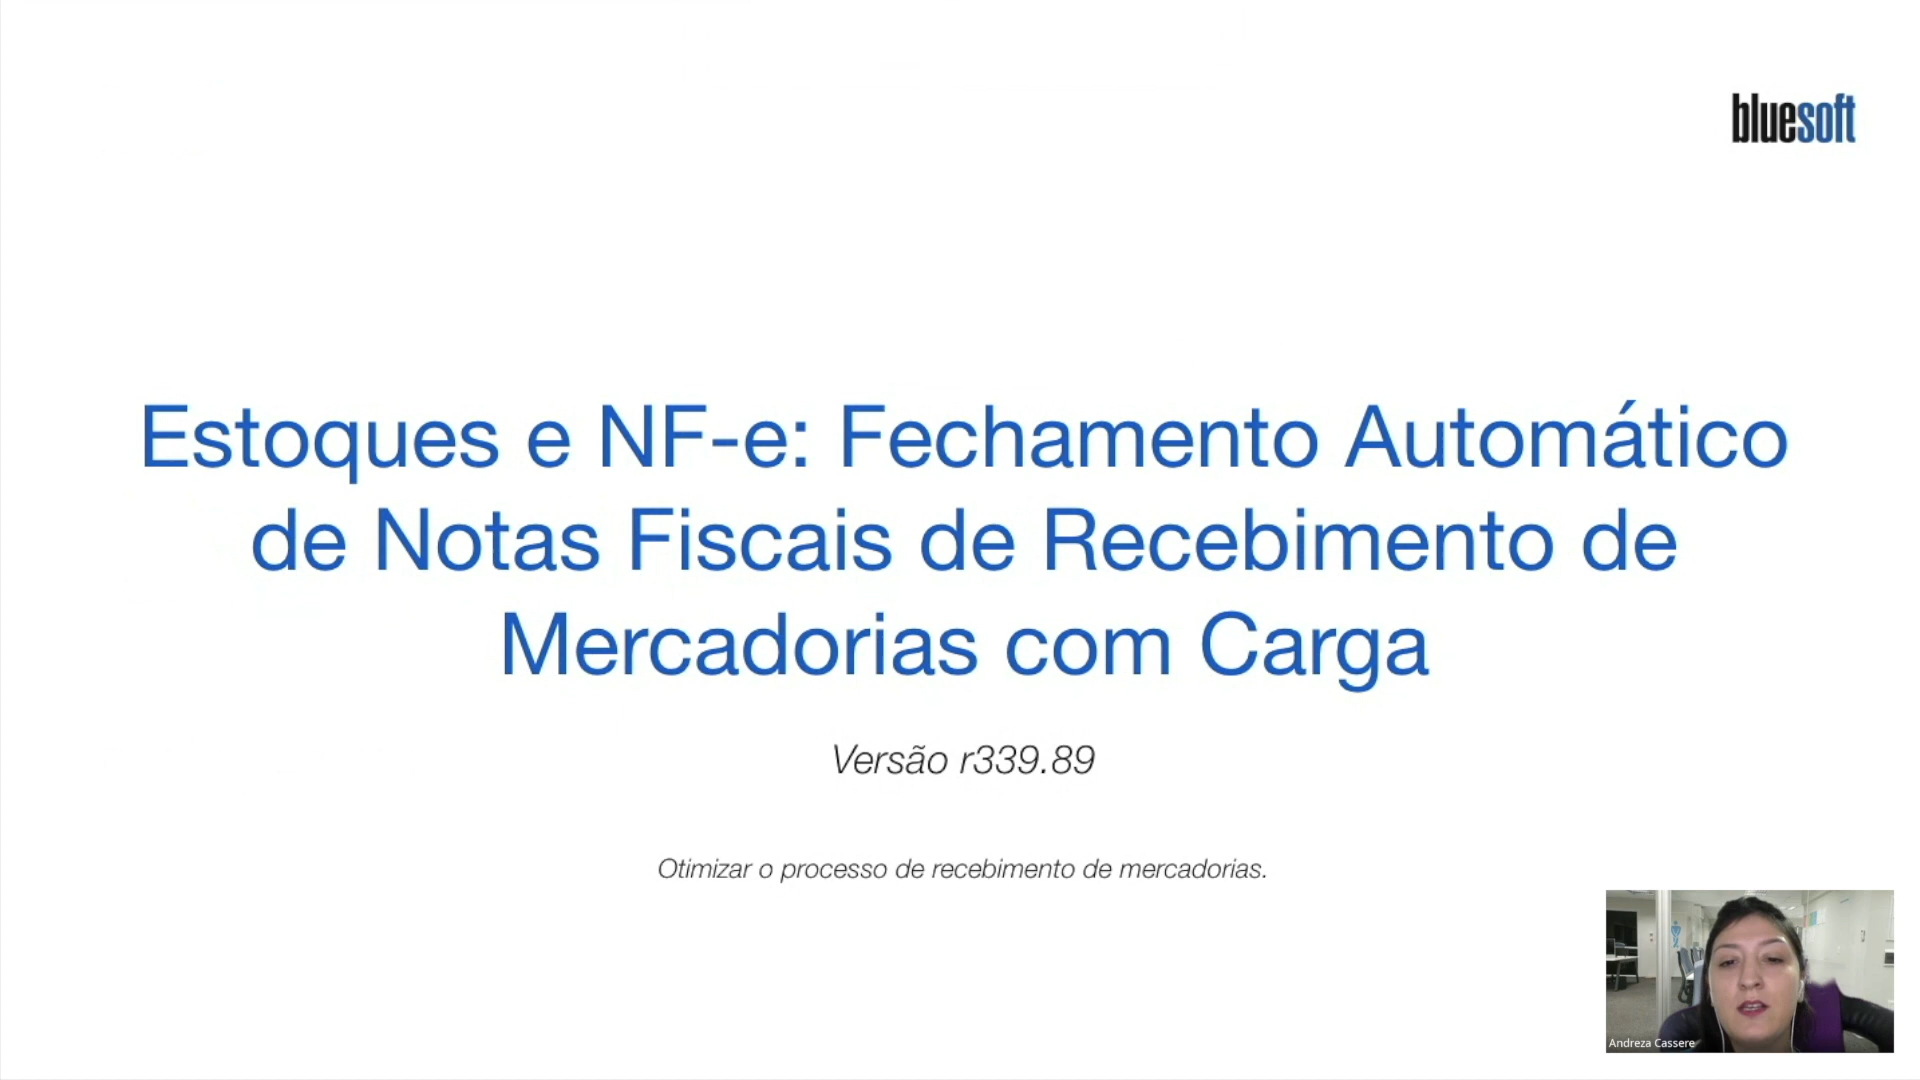 bluesoft
Estoques e NF-e: Fechamento Automático
de Notas Fiscais de Recebimento de
Mercadorias com Carga
Versão r339.89
Otimizar o processo de recebimento de mercadorias.
Andreza Cassere